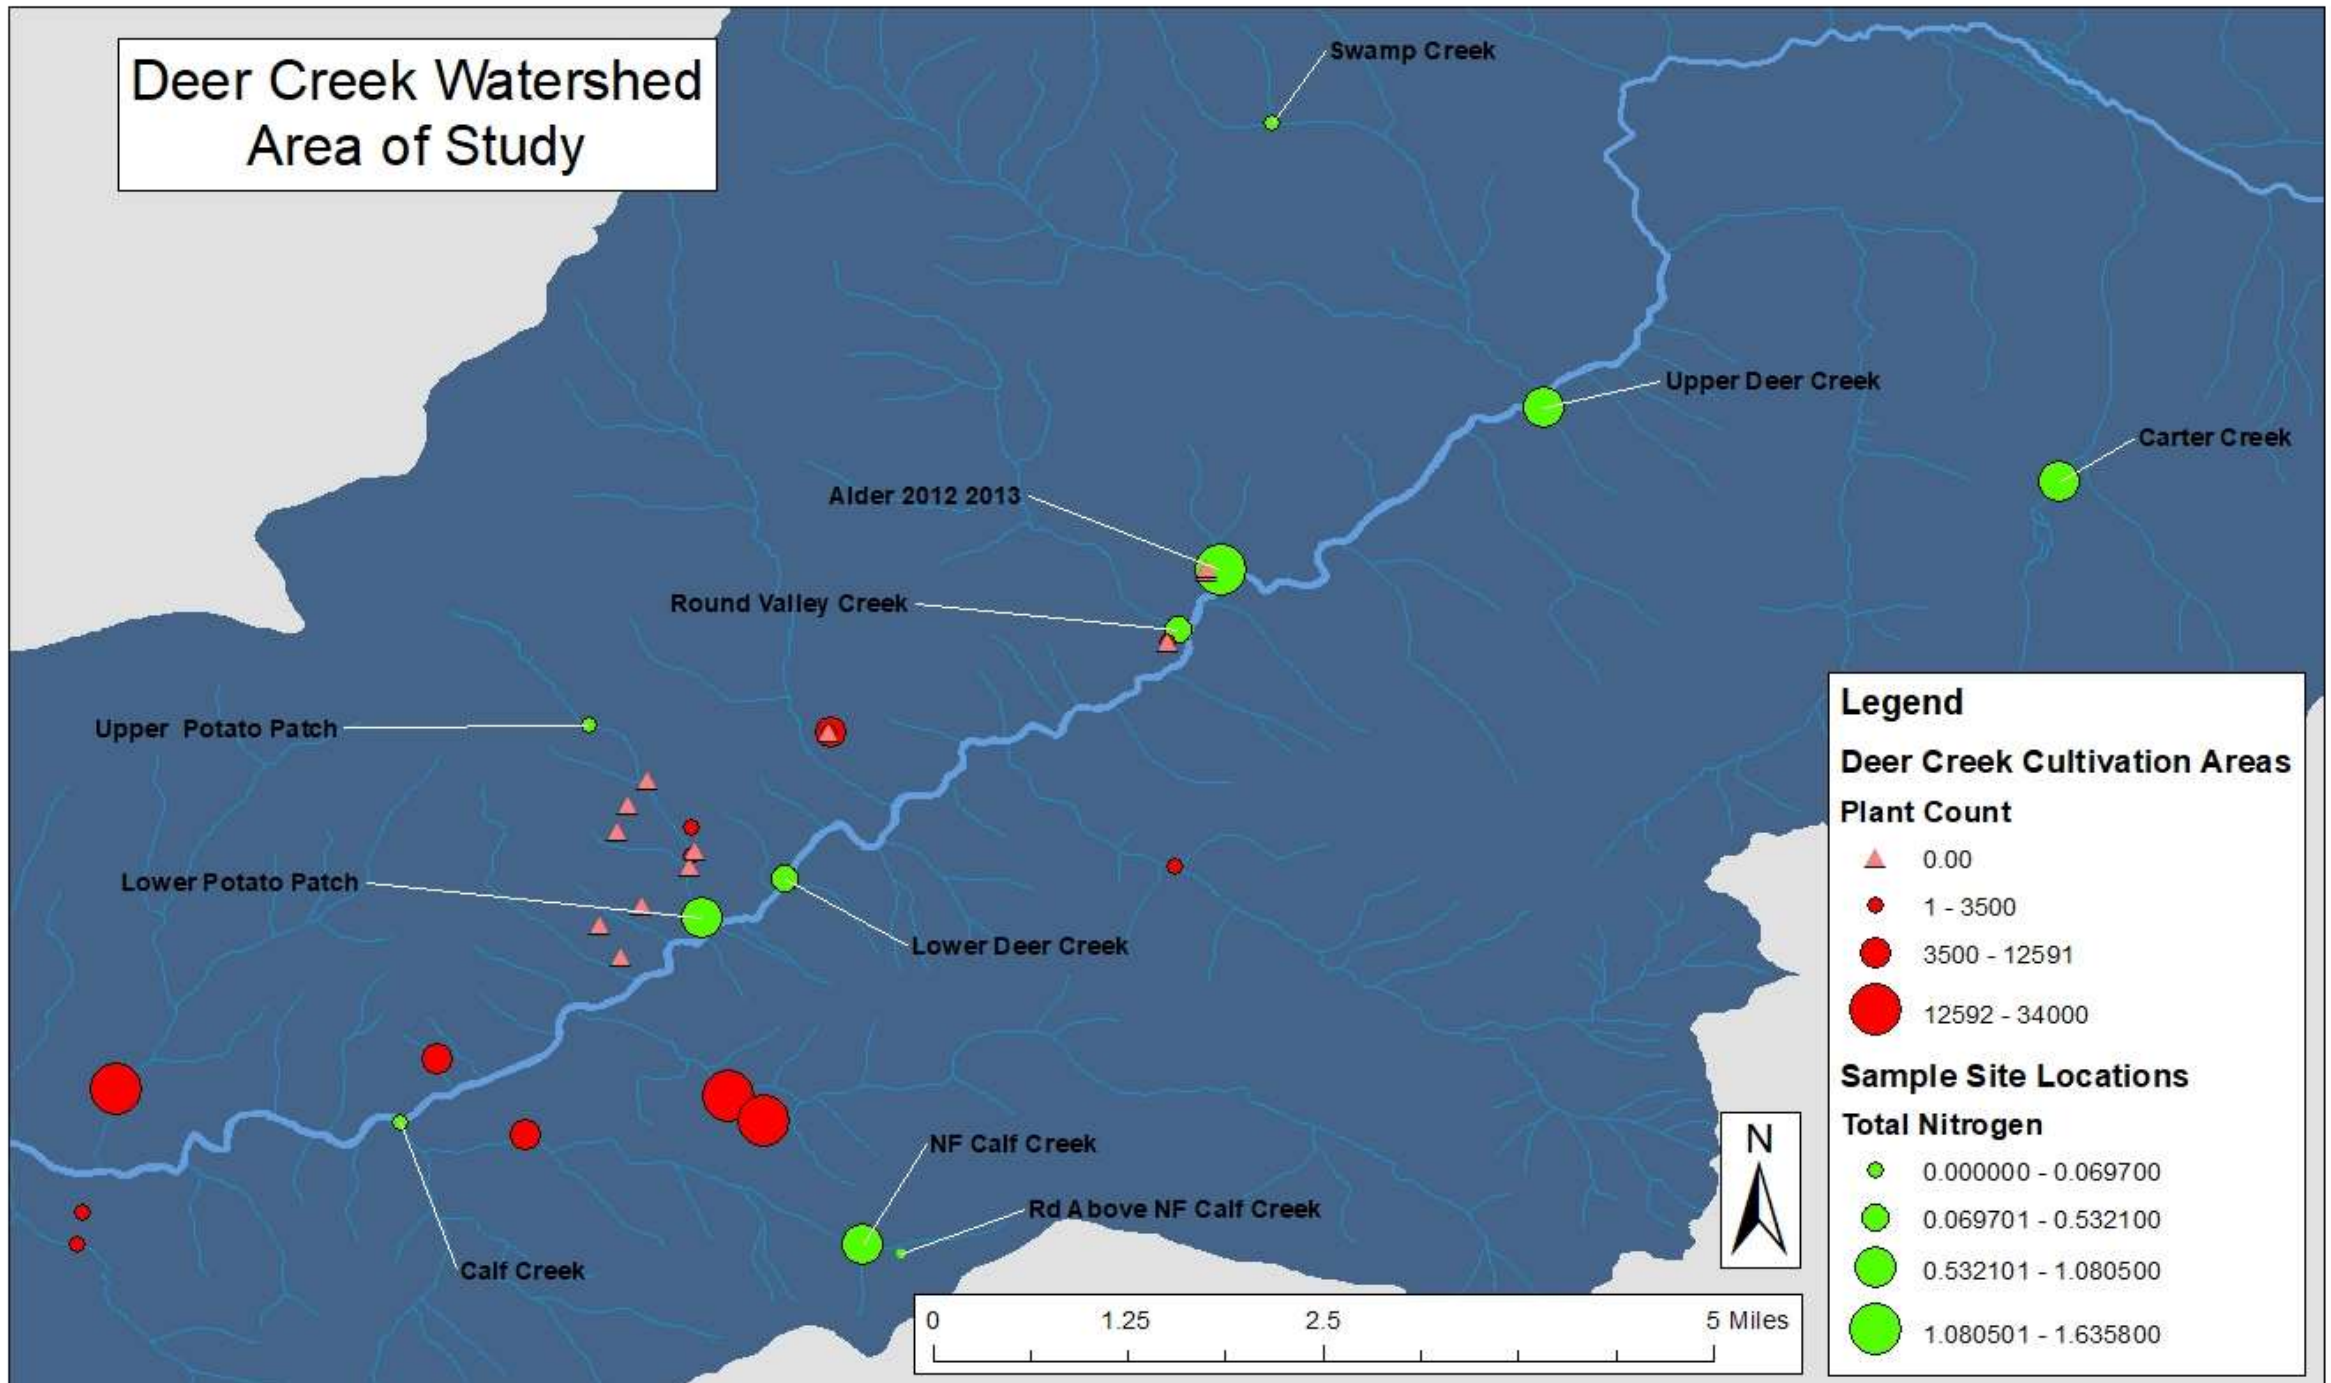 Deer Creek Watershed
Area of Study
Swamp Creek
Upper Deer Creek
Carter Creek
Alder 2012 2013
Round Valley Creek
Upper Potato Patch
Lower Potato Patch
Lower Deer Creek
NF Calf Creek
Rd Above NF Calf Creek
Calf Creek
Legend
Deer Creek Cultivation Areas
Plant Count
0.00
1 - 3500
3500 - 12591
12592 - 34000
Sample Site Locations
Total Nitrogen
0.000000 - 0.069700
0.069701 - 0.532100
0.532101 - 1.080500
1.080501 - 1.635800
N
0 1.25 2.5 5 Miles